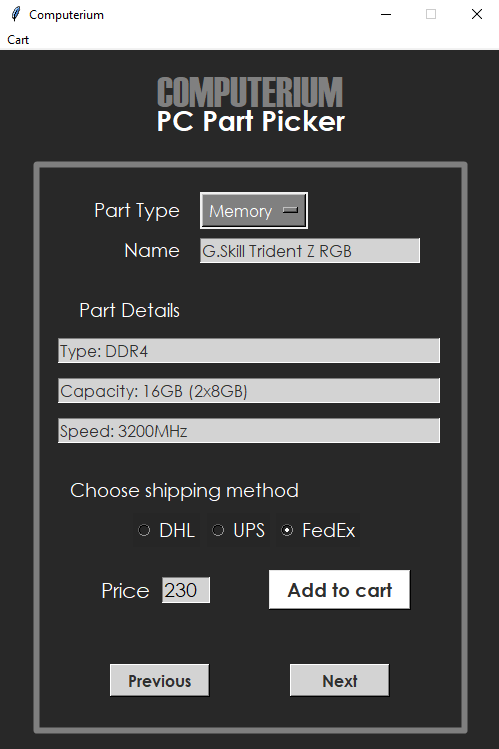 Computerium
Cart
COMPUTERIUM
PC Part Picker
Part Type Memory
Name G.Skill Trident Z RGB
Part Details
Type: DDR4
Capacity: 16GB (2x8GB)
Speed: 3200MHz
Choose shipping method
DHL UPS FedEx
Price 230 Add to cart
Previous Next